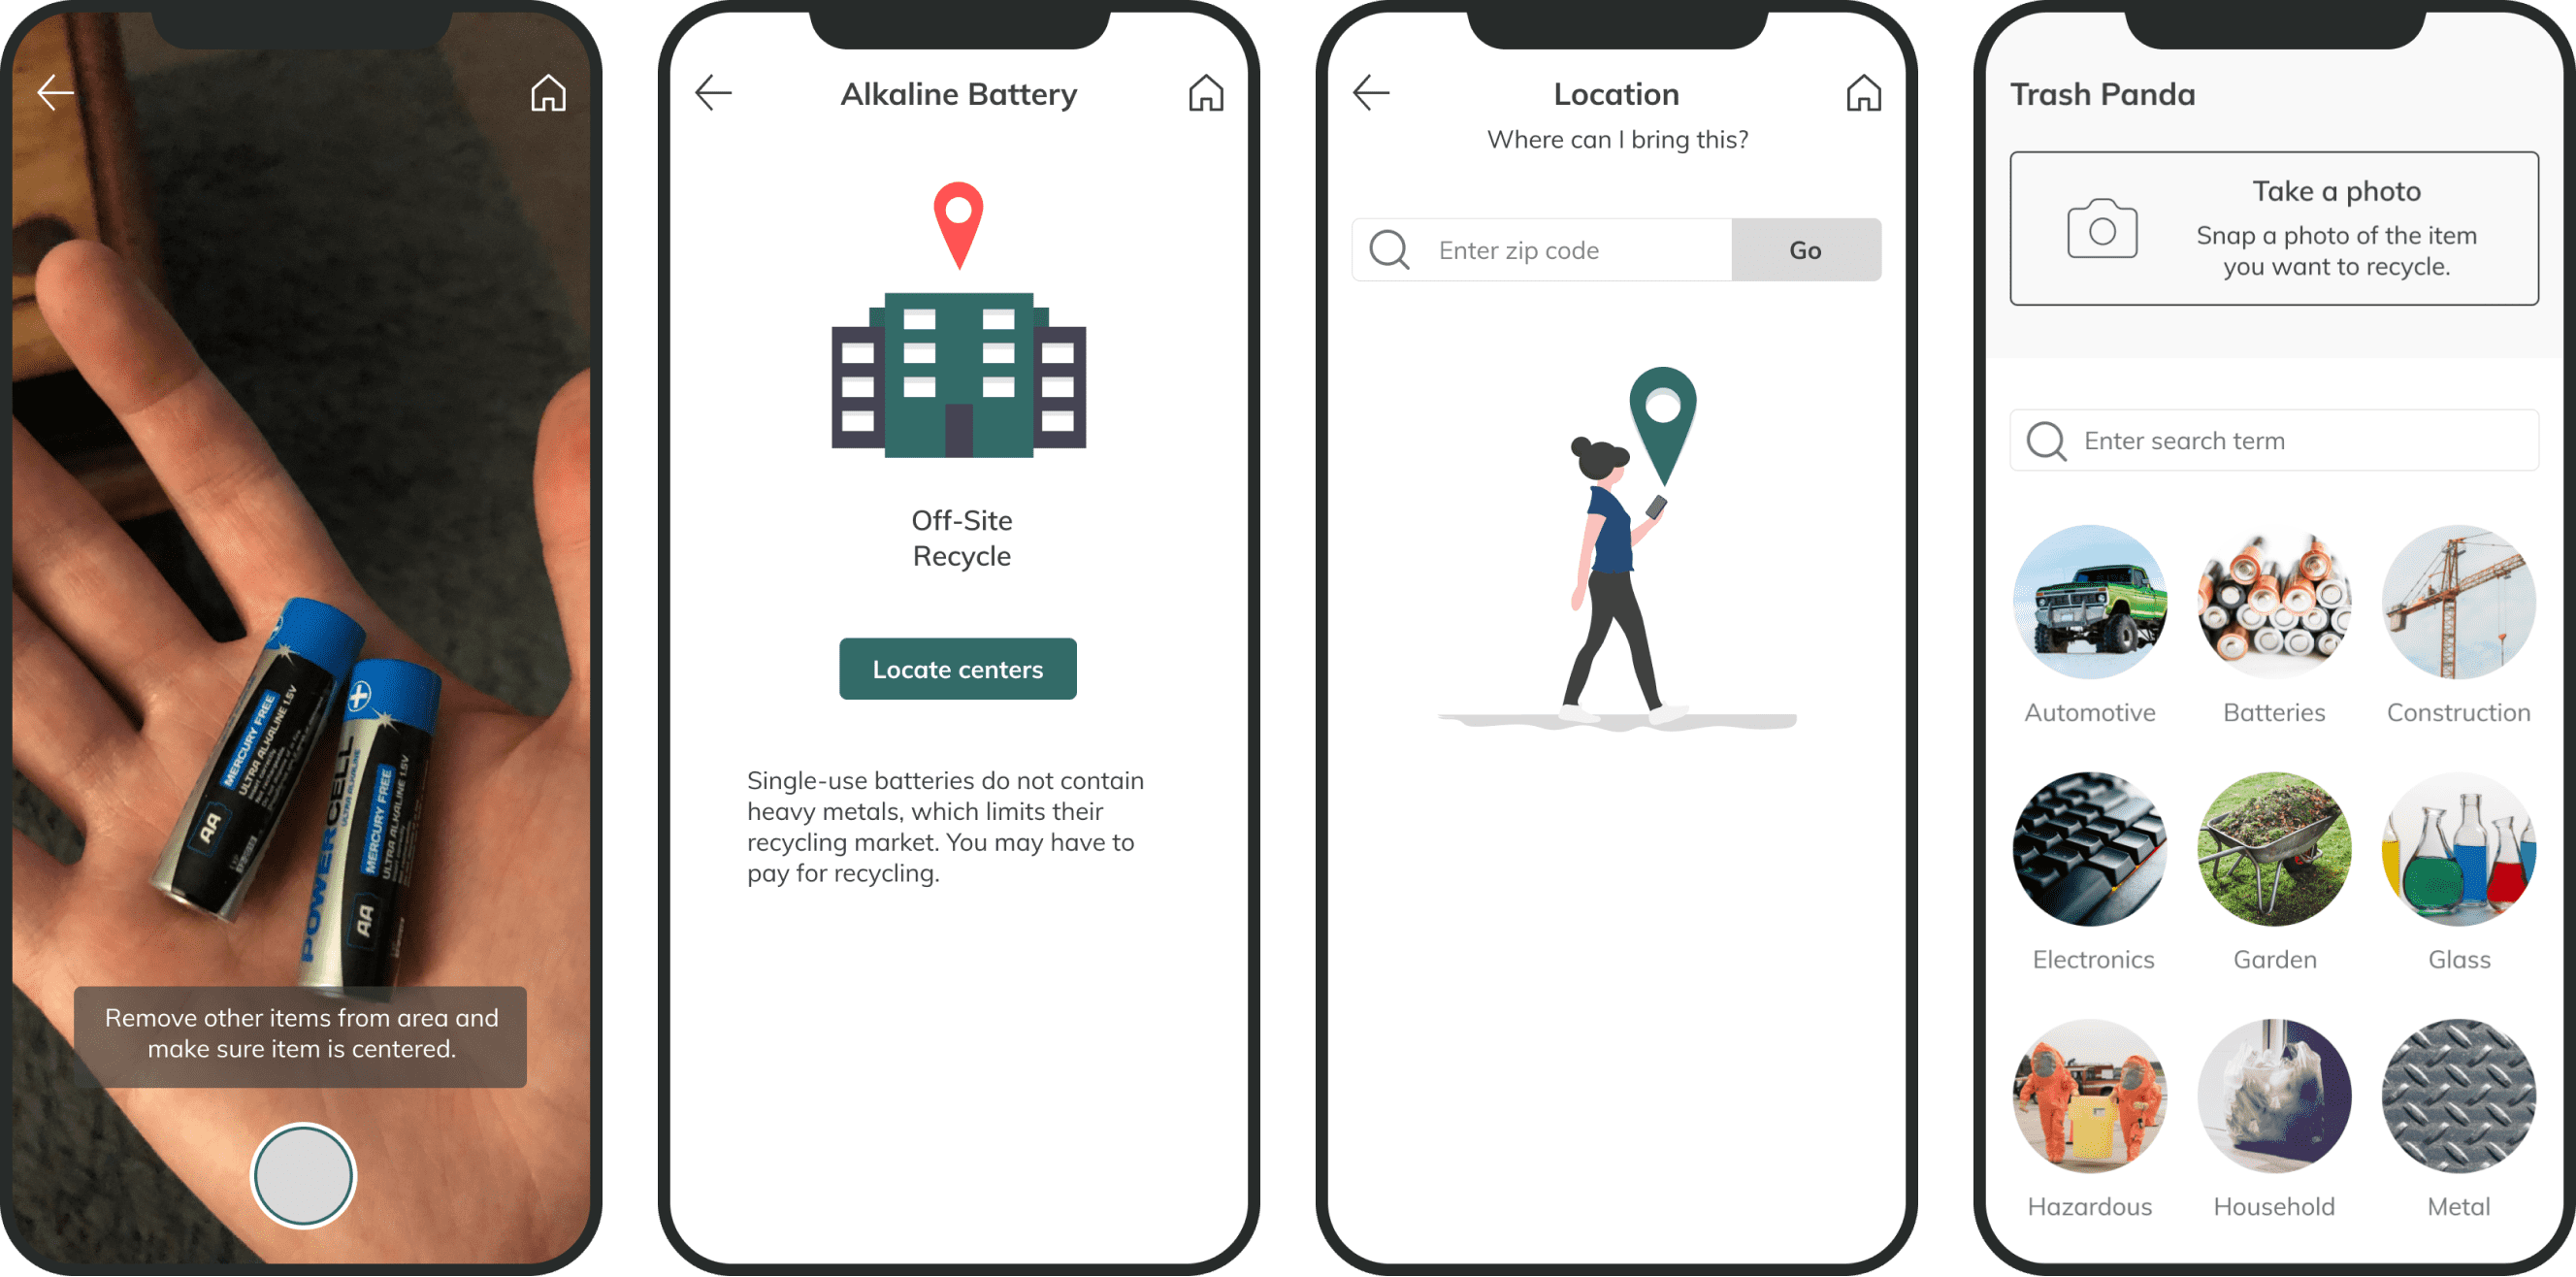 MERCURY FREE
ULTRA ALKALINE 1.5V
AA
POWERCELL
ULTRA ALKALINE
MERCURY FREE
ULTRA ALKALINE 1.5V
AA
Remove other items from area and
make sure item is centered.
Alkaline Battery
Off-Site
Recycle
Locate centers
Single-use batteries do not contain
heavy metals, which limits their
recycling market. You may have to
pay for recycling.
Location
Where can I bring this?
Enter zip code
Go
Trash Panda
Take a photo
Snap a photo of the item
you want to recycle.
Enter search term
Automotive
Batteries
Construction
Electronics
Garden
Glass
Hazardous
Household
Metal